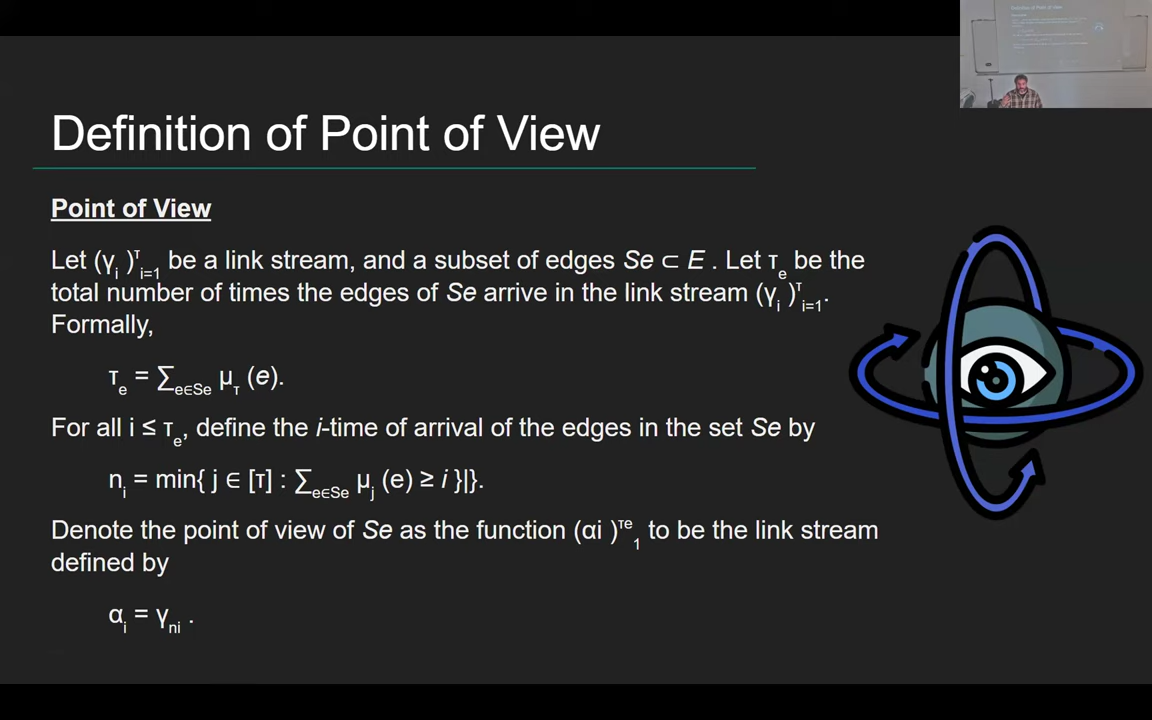 Definition of Point of View
Point of View
Let (γi )τi=1 be a link stream, and a subset of edges Se ⊂ E . Let τe be the
total number of times the edges of Se arrive in the link stream (γi )τi=1.
Formally,
τe = ∑e∈Se μτ (e).
For all i ≤ τe, define the i-time of arrival of the edges in the set Se by
ni = min{ j ∈ [τ] : ∑e∈Se μj (e) ≥ i }|}.
Denote the point of view of Se as the function (αi )τe1 to be the link stream
defined by
αi = γni .